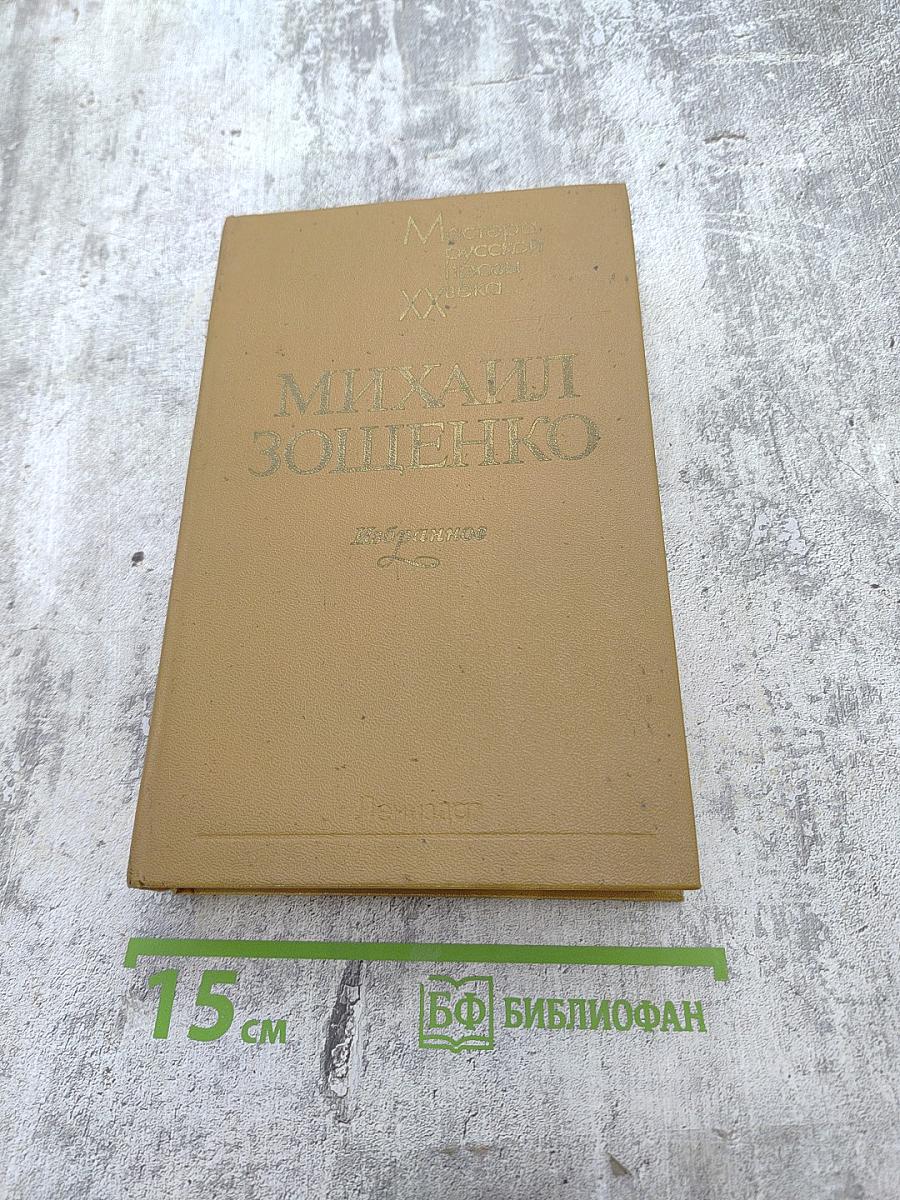 Мастера
русской
прозы
XX века
МИХАИЛ
ЗОЩЕНКО
Избранное
Лениздат
15 см
БФ БИБЛИОФАН